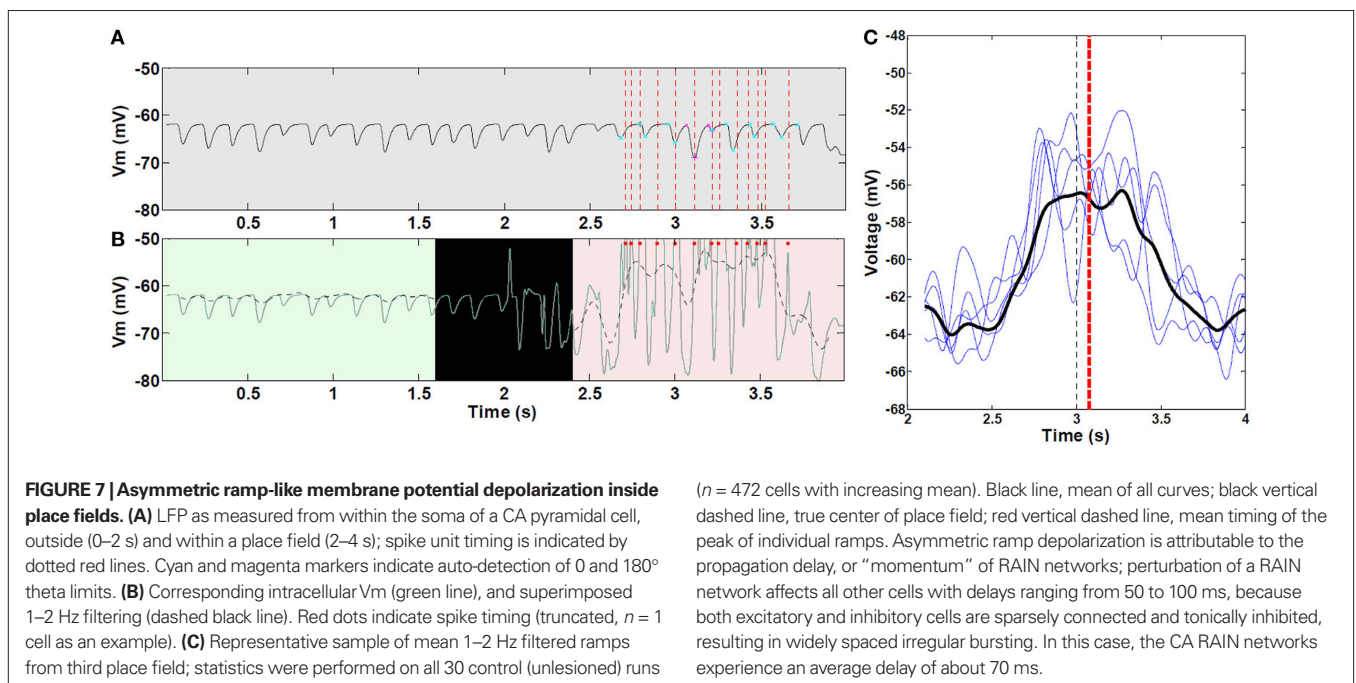 A
-50
-60
-70
-80
Vm (mV)
0.5 1 1.5 2 2.5 3 3.5
B
-50
-60
-70
-80
Vm (mV)
0.5 1 1.5 2 2.5 3 3.5
Time (s)
C
-48
-50
-52
-54
-56
-58
-60
-62
-64
-66
-68
Voltage (mV)
2 2.5 3 3.5 4
Time (s)
FIGURE 7 | Asymmetric ramp-like membrane potential depolarization inside
place fields. (A) LFP as measured from within the soma of a CA pyramidal cell,
outside (0–2 s) and within a place field (2–4 s); spike unit timing is indicated by
dotted red lines. Cyan and magenta markers indicate auto-detection of 0 and 180°
theta limits. (B) Corresponding intracellular Vm (green line), and superimposed
1–2 Hz filtering (dashed black line). Red dots indicate spike timing (truncated, n = 1
cell as an example). (C) Representative sample of mean 1–2 Hz filtered ramps
from third place field; statistics were performed on all 30 control (unlesioned) runs
(n = 472 cells with increasing mean). Black line, mean of all curves; black vertical
dashed line, true center of place field; red vertical dashed line, mean timing of the
peak of individual ramps. Asymmetric ramp depolarization is attributable to the
propagation delay, or “momentum” of RAIN networks; perturbation of a RAIN
network affects all other cells with delays ranging from 50 to 100 ms, because
both excitatory and inhibitory cells are sparsely connected and tonically inhibited,
resulting in widely spaced irregular bursting. In this case, the CA RAIN networks
experience an average delay of about 70 ms.